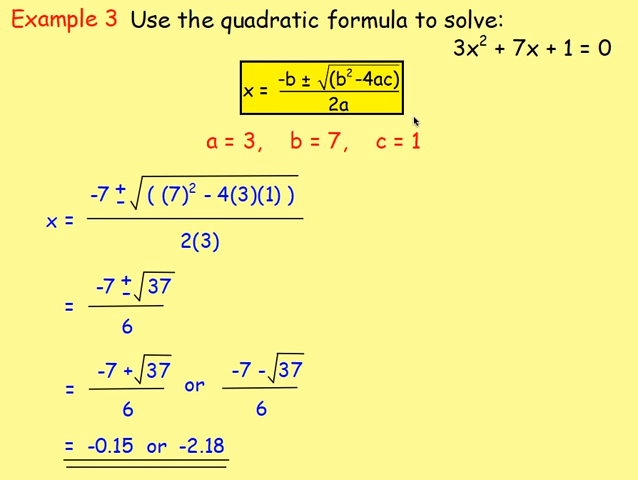 Example 3 Use the quadratic formula to solve:
3x² + 7x + 1 = 0
x = -b ± √(b² -4ac) / 2a
a = 3, b = 7, c = 1
x = -7 ± √( (7)² - 4(3)(1) ) / 2(3)
= -7 ± √37 / 6
= -7 + √37 / 6 or -7 - √37 / 6
= -0.15 or -2.18